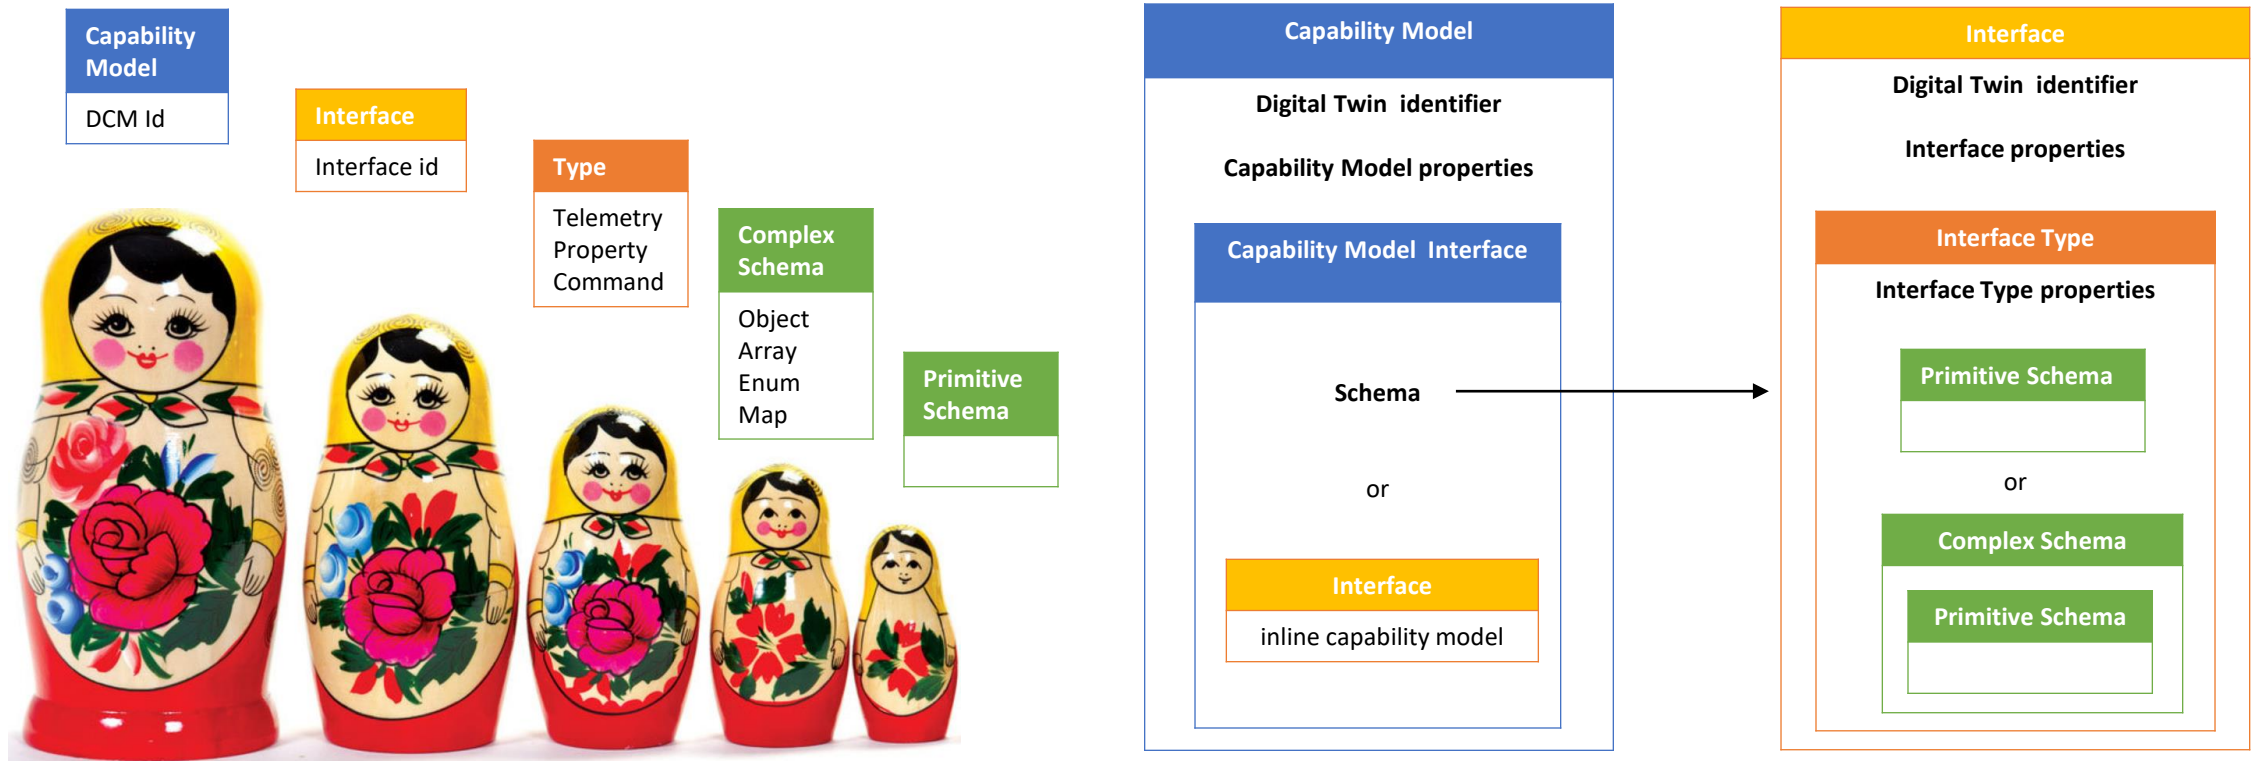 Capability
Model
DCM Id
Interface
Interface id
Type
Telemetry
Property
Command
Complex
Schema
Object
Array
Enum
Map
Primitive
Schema
Capability Model
Digital Twin identifier
Capability Model properties
Capability Model Interface
Schema
or
Interface
inline capability model
Interface
Digital Twin identifier
Interface properties
Interface Type
Interface Type properties
Primitive Schema
or
Complex Schema
Primitive Schema